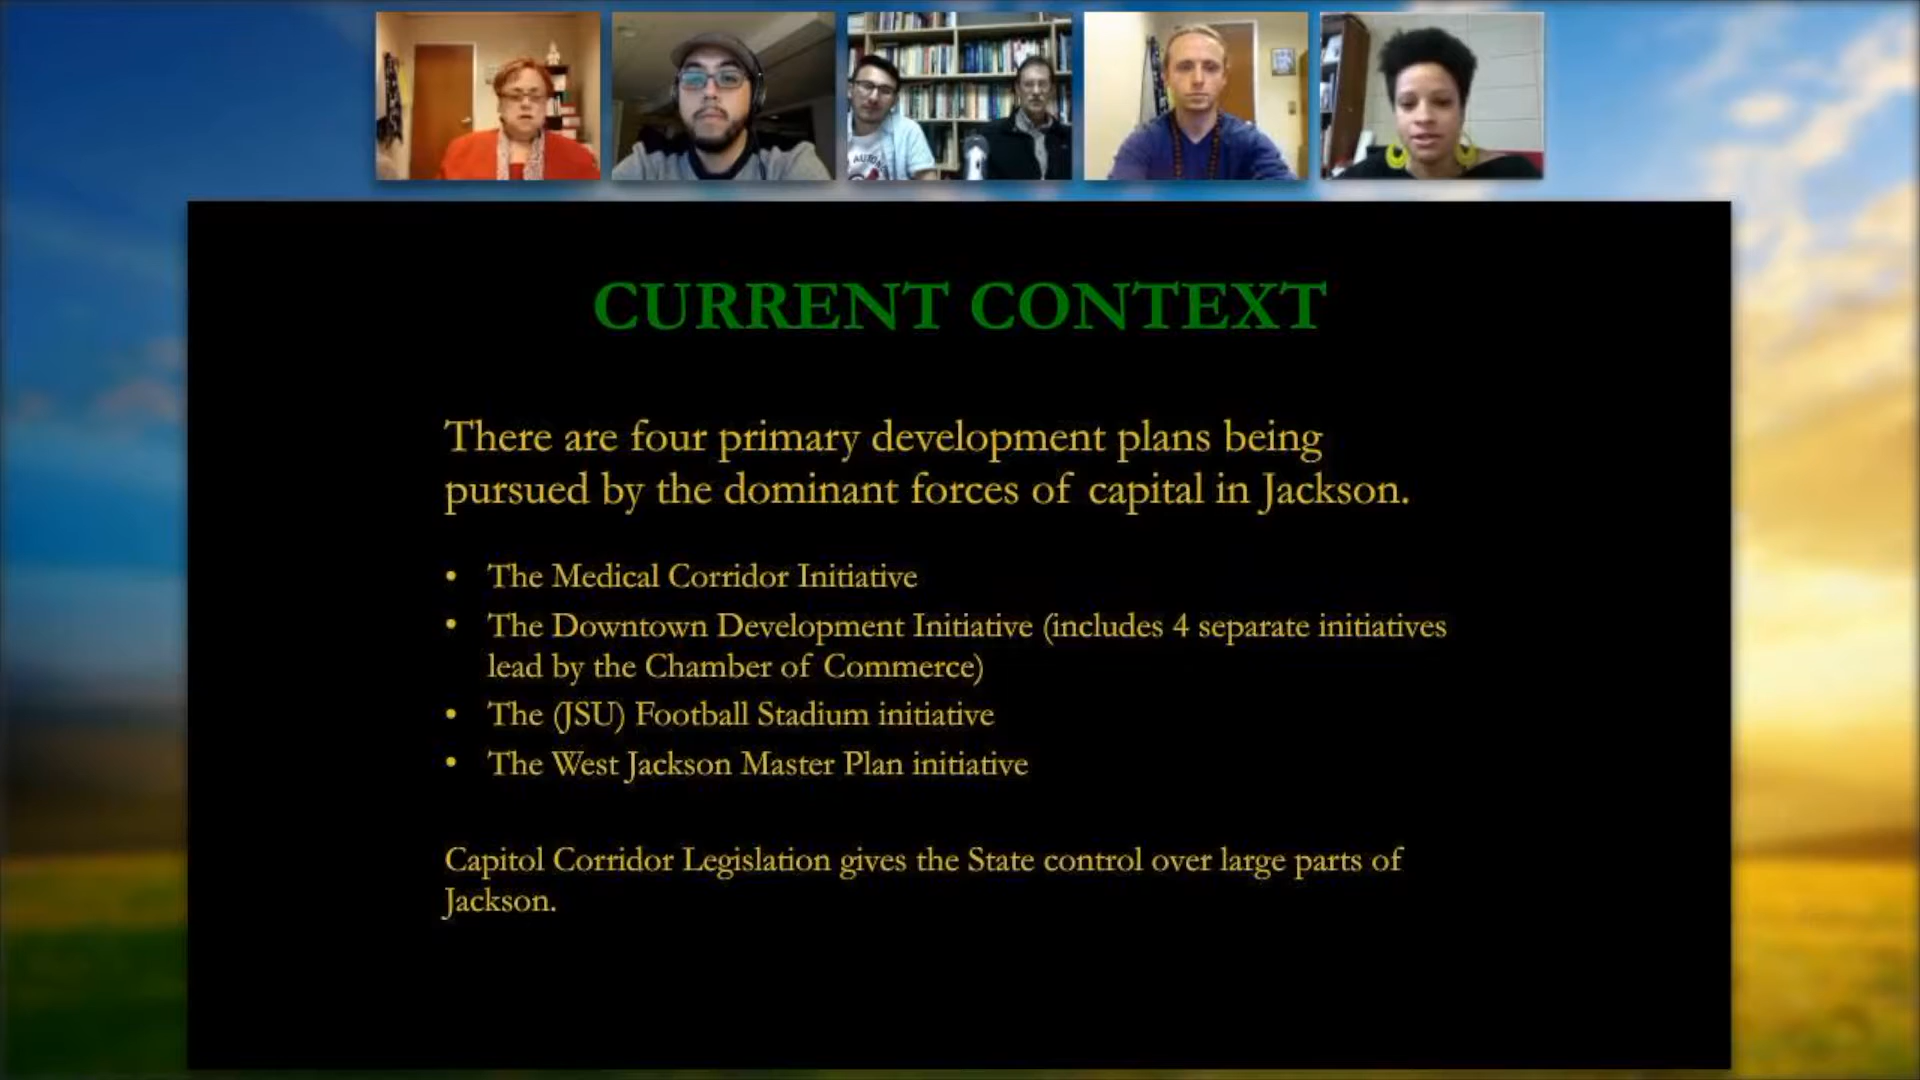 AUTON
CURRENT CONTEXT
There are four primary development plans being
pursued by the dominant forces of capital in Jackson.
• The Medical Corridor Initiative
• The Downtown Development Initiative (includes 4 separate initiatives
lead by the Chamber of Commerce)
• The (JSU) Football Stadium initiative
• The West Jackson Master Plan initiative
Capitol Corridor Legislation gives the State control over large parts of
Jackson.